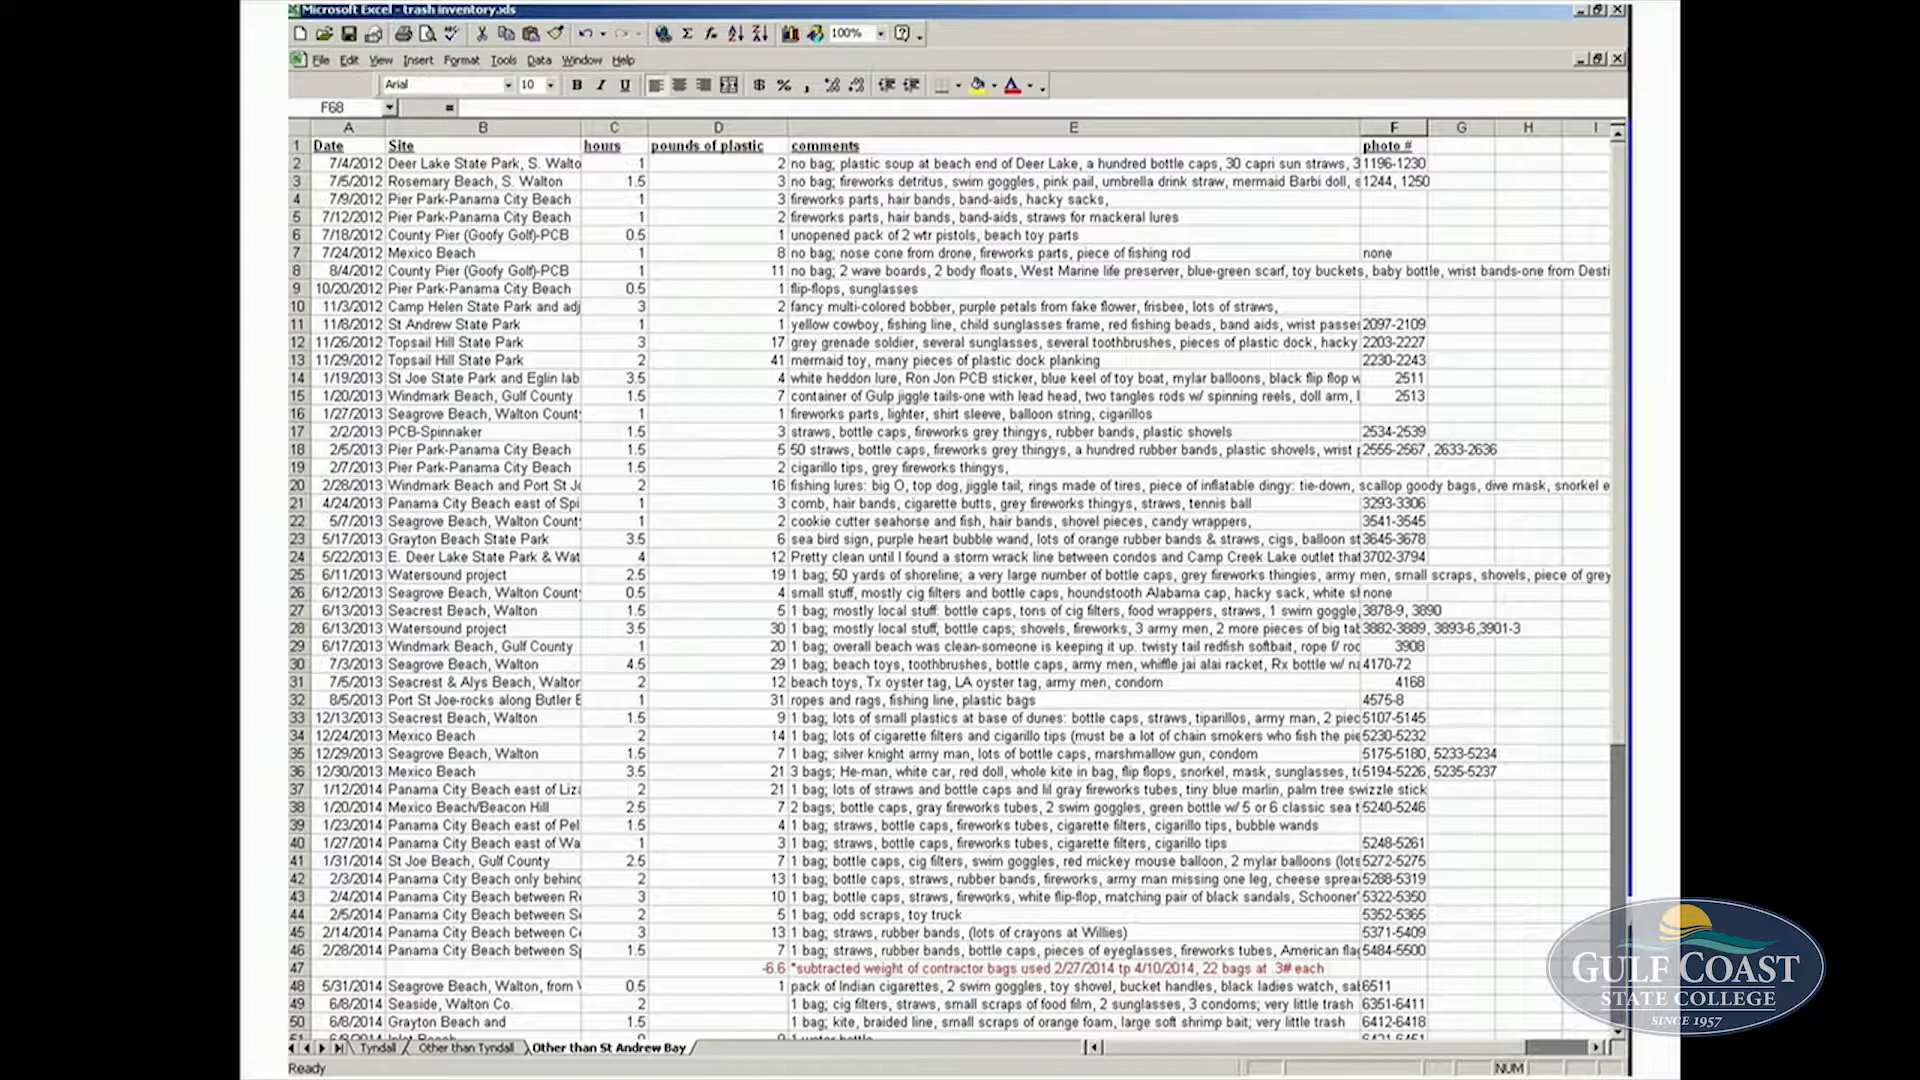 Microsoft Excel - trash inventory.xls
100%
File Edit View Insert Format Tools Data Window Help
Arial 10 B I U $ % ,
F68 =
A B C D E F G H I
1 Date Site hours pounds of plastic comments photo #
2 7/4/2012 Deer Lake State Park, S. Walto 1 2 no bag; plastic soup at beach end of Deer Lake, a hundred bottle caps, 30 capri sun straws, 3 1196-1230
3 7/5/2012 Rosemary Beach, S. Walton 1.5 3 no bag; fireworks detritus, swim goggles, pink pail, umbrella drink straw, mermaid Barbi doll, s 1244, 1250
4 7/9/2012 Pier Park-Panama City Beach 1 3 fireworks parts, hair bands, band-aids, hacky sacks,
5 7/12/2012 Pier Park-Panama City Beach 1 2 fireworks parts, hair bands, band-aids, straws for mackeral lures
6 7/18/2012 County Pier (Goofy Golf)-PCB 0.5 1 unopened pack of 2 wtr pistols, beach toy parts
7 7/24/2012 Mexico Beach 1 8 no bag; nose cone from drone, fireworks parts, piece of fishing rod none
8 8/4/2012 County Pier (Goofy Golf)-PCB 1 11 no bag; 2 wave boards, 2 body floats, West Marine life preserver, blue-green scarf, toy buckets, baby bottle, wrist bands-one from Desti
9 10/20/2012 Pier Park-Panama City Beach 0.5 1 flip-flops, sunglasses
10 11/3/2012 Camp Helen State Park and adj 3 2 fancy multi-colored bobber, purple petals from fake flower, frisbee, lots of straws,
11 11/8/2012 St Andrew State Park 1 1 yellow cowboy, fishing line, child sunglasses frame, red fishing beads, band aids, wrist passe 2097-2109
12 11/26/2012 Topsail Hill State Park 3 17 grey grenade soldier, several sunglasses, several toothbrushes, pieces of plastic dock, hacky 2203-2227
13 11/29/2012 Topsail Hill State Park 2 41 mermaid toy, many pieces of plastic dock planking 2230-2243
14 1/19/2013 St Joe State Park and Eglin lab 3.5 4 white heddon lure, Ron Jon PCB sticker, blue keel of toy boat, mylar balloons, black flip flop w 2511
15 1/20/2013 Windmark Beach, Gulf County 1.5 7 container of Gulp jiggle tails-one with lead head, two tangles rods w/ spinning reels, doll arm, 2513
16 1/27/2013 Seagrove Beach, Walton Count 1 1 fireworks parts, lighter, shirt sleeve, balloon string, cigarillos
17 2/2/2013 PCB-Spinnaker 1.5 3 straws, bottle caps, fireworks grey thingys, rubber bands, plastic shovels 2534-2539
18 2/5/2013 Pier Park-Panama City Beach 1.5 5 50 straws, bottle caps, fireworks grey thingys, a hundred rubber bands, plastic shovels, wrist 2555-2567, 2633-2636
19 2/7/2013 Pier Park-Panama City Beach 1.5 2 cigarillo tips, grey fireworks thingys,
20 2/28/2013 Windmark Beach and Port St Jo 2 16 fishing lures: big O, top dog, jiggle tail; rings made of tires, piece of inflatable dingy: tie-down, scallop goody bags, dive mask, snorkel e
21 4/24/2013 Panama City Beach east of Spi 1 3 comb, hair bands, cigarette butts, grey fireworks thingys, straws, tennis ball 3293-3306
22 5/7/2013 Seagrove Beach, Walton Count 1 2 cookie cutter seahorse and fish, hair bands, shovel pieces, candy wrappers, 3541-3545
23 5/17/2013 Grayton Beach State Park 3.5 6 sea bird sign, purple heart bubble wand, lots of orange rubber bands & straws, cigs, balloon st 3645-3678
24 5/22/2013 E. Deer Lake State Park & Wat 4 12 Pretty clean until I found a storm wrack line between condos and Camp Creek Lake outlet that 3702-3794
25 6/11/2013 Watersound project 2.5 19 1 bag; 50 yards of shoreline; a very large number of bottle caps, grey fireworks thingies, army men, small scraps, shovels, piece of grey
26 6/12/2013 Seagrove Beach, Walton Count 0.5 4 small stuff, mostly cig filters and bottle caps, houndstooth Alabama cap, hacky sack, white sl none
27 6/13/2013 Seacrest Beach, Walton 1.5 5 1 bag; mostly local stuff: bottle caps, tons of cig filters, food wrappers, straws, 1 swim goggle, 3878-9, 3890
28 6/13/2013 Watersound project 3.5 30 1 bag; mostly local stuff; bottle caps; shovels, fireworks, 3 army men, 2 more pieces of big tab 3882-3889, 3893-6,3901-3
29 6/17/2013 Windmark Beach, Gulf County 1 20 1 bag; overall beach was clean-someone is keeping it up. twisty tail redfish softbait, rope f/ roc 3908
30 7/3/2013 Seagrove Beach, Walton 4.5 29 1 bag; beach toys, toothbrushes, bottle caps, army men, whiffle jai alai racket, Rx bottle w/ na 4170-72
31 7/5/2013 Seacrest & Alys Beach, Walton 2 12 beach toys, Tx oyster tag, LA oyster tag, army men, condom 4168
32 8/5/2013 Port St Joe-rocks along Butler B 1 31 ropes and rags, fishing line, plastic bags 4575-8
33 12/13/2013 Seacrest Beach, Walton 1.5 9 1 bag; lots of small plastics at base of dunes: bottle caps, straws, tiparillos, army man, 2 piec 5107-5145
34 12/24/2013 Mexico Beach 2 14 1 bag; lots of cigarette filters and cigarillo tips (must be a lot of chain smokers who fish the pie 5230-5232
35 12/29/2013 Seagrove Beach, Walton 1.5 7 1 bag; silver knight army man, lots of bottle caps, marshmallow gun, condom 5175-5180, 5233-5234
36 12/30/2013 Mexico Beach 3.5 21 3 bags; He-man, white car, red doll, whole kite in bag, flip flops, snorkel, mask, sunglasses, t 5194-5226, 5235-5237
37 1/12/2014 Panama City Beach east of Liza 2 21 1 bag; lots of straws and bottle caps and lil gray fireworks tubes, tiny blue marlin, palm tree swizzle stick
38 1/20/2014 Mexico Beach/Beacon Hill 2.5 7 2 bags; bottle caps, gray fireworks tubes, 2 swim goggles, green bottle w/ 5 or 6 classic sea t 5240-5246
39 1/23/2014 Panama City Beach east of Pel 1.5 4 1 bag; straws, bottle caps, fireworks tubes, cigarette filters, cigarillo tips, bubble wands
40 1/27/2014 Panama City Beach east of Wa 1 3 1 bag; straws, bottle caps, fireworks tubes, cigarette filters, cigarillo tips 5248-5261
41 1/31/2014 St Joe Beach, Gulf County 2.5 7 1 bag; bottle caps, cig filters, swim goggles, red mickey mouse balloon, 2 mylar balloons (lots 5272-5275
42 2/3/2014 Panama City Beach only behind 2 13 1 bag; bottle caps, straws, rubber bands, fireworks, army man missing one leg, cheese sprea 5288-5319
43 2/4/2014 Panama City Beach between R 3 10 1 bag; bottle caps, straws, fireworks, white flip-flop, matching pair of black sandals, Schooner' 5322-5350
44 2/5/2014 Panama City Beach between S 2 5 1 bag; odd scraps, toy truck 5352-5365
45 2/14/2014 Panama City Beach between C 3 13 1 bag; straws, rubber bands, (lots of crayons at Willies) 5371-5409
46 2/28/2014 Panama City Beach between Sp 1.5 7 1 bag; straws, rubber bands, bottle caps, pieces of eyeglasses, fireworks tubes, American fla 5484-5500
47 -6.6 *subtracted weight of contractor bags used 2/27/2014 tp 4/10/2014, 22 bags at .3# each
48 5/31/2014 Seagrove Beach, Walton, from 0.5 1 pack of Indian cigarettes, 2 swim goggles, toy shovel, bucket handles, black ladies watch, sal 6511
49 6/8/2014 Seaside, Walton Co. 2 1 bag; cig filters, straws, small scraps of food film, 2 sunglasses, 3 condoms; very little trash 6351-6411
50 6/8/2014 Grayton Beach and 1.5 1 bag; kite, braided line, small scraps of orange foam, large soft shrimp bait; very little trash 6412-6418
Tyndall Other than Tyndall Other than St Andrew Bay
Ready NUM
GULF COAST
STATE COLLEGE
SINCE 1957